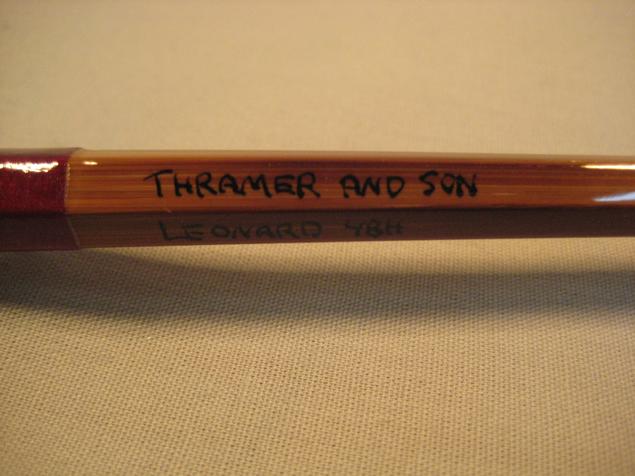 THRAMER AND SON
LEONARD 48H